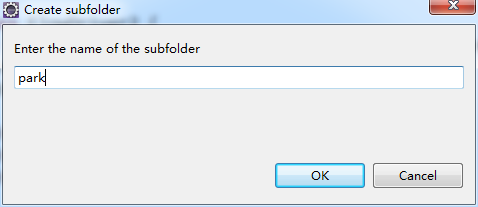 Create subfolder
Enter the name of the subfolder
park
OK
Cancel